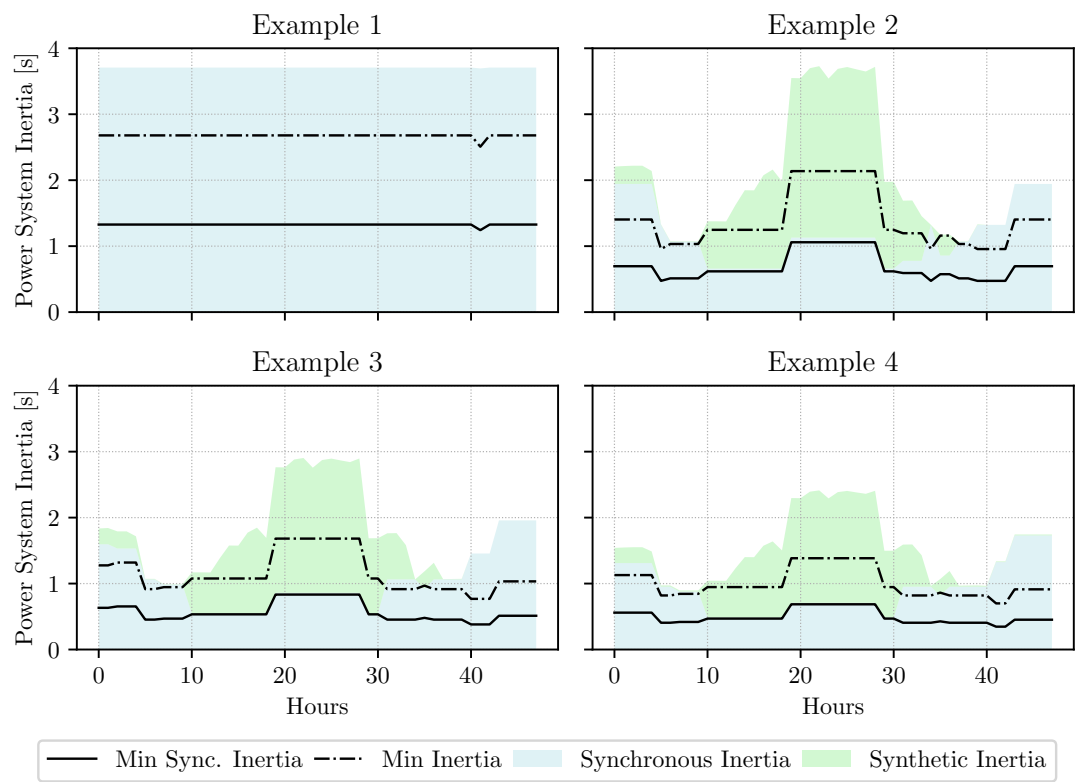 Example 1
Example 2
Power System Inertia [s]
4
3
2
1
0
Example 3
Example 4
Power System Inertia [s]
4
3
2
1
0
0 10 20 30 40
Hours
0 10 20 30 40
Hours
Min Sync. Inertia Min Inertia Synchronous Inertia Synthetic Inertia